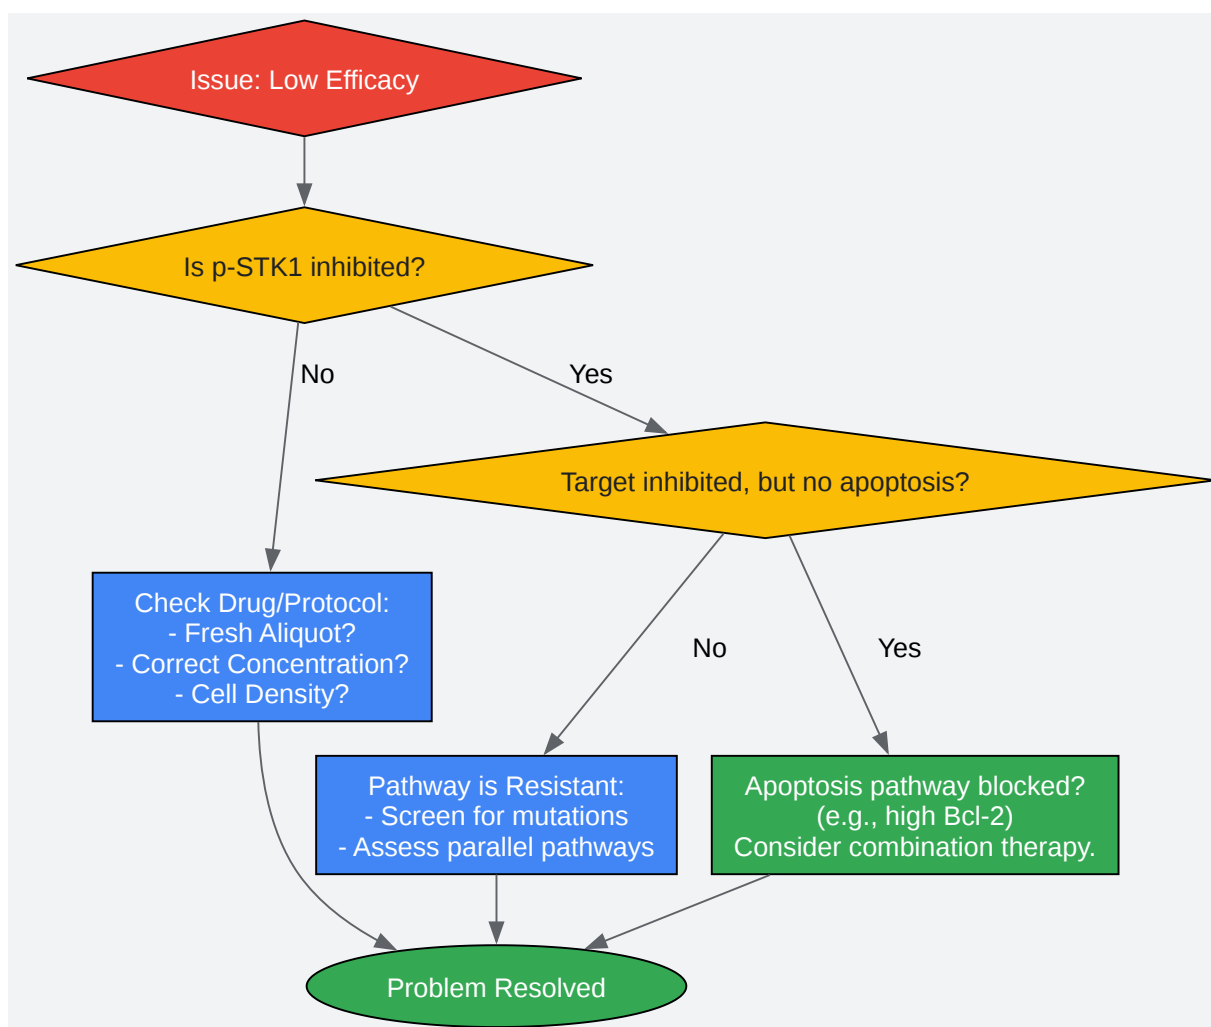 Issue: Low Efficacy
Is p-STK1 inhibited?
No
Yes
Target inhibited, but no apoptosis?
Check Drug/Protocol:
- Fresh Aliquot?
- Correct Concentration?
- Cell Density?
No
Yes
Pathway is Resistant:
- Screen for mutations
- Assess parallel pathways
Apoptosis pathway blocked?
(e.g., high Bcl-2)
Consider combination therapy.
Problem Resolved